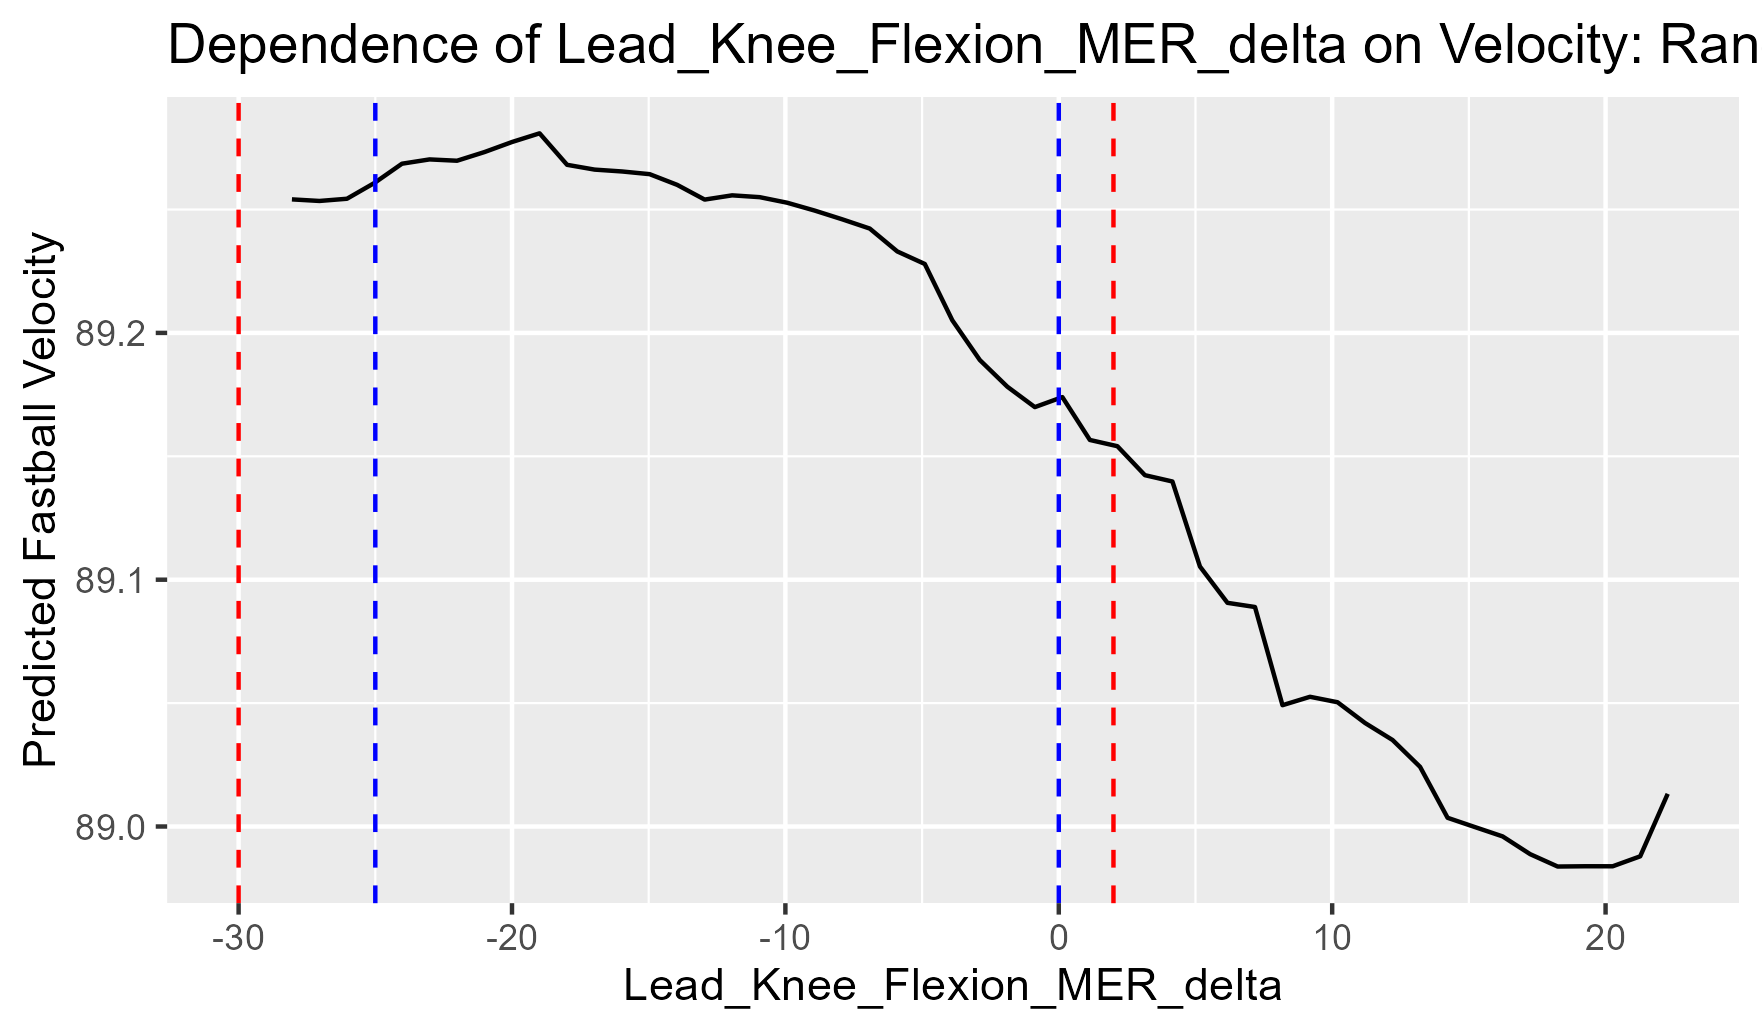 Dependence of Lead_Knee_Flexion_MER_delta on Velocity: Ran
Predicted Fastball Velocity
89.2
89.1
89.0
-30 -20 -10 0 10 20
Lead_Knee_Flexion_MER_delta